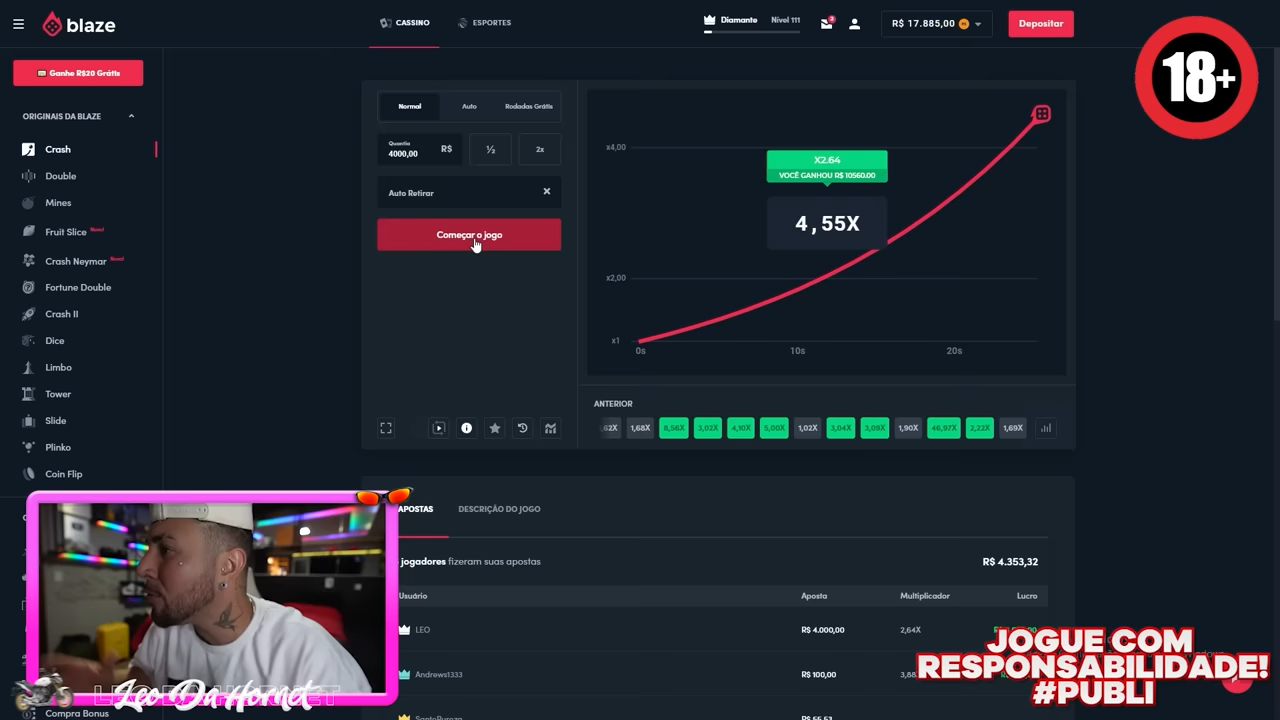 blaze
CASSINO
ESPORTES
Diamante
Nível 111
R$ 17.885,00
Depositar
18+
Ganhe R$20 Grátis
ORIGINAIS DA BLAZE
Crash
Double
Mines
Fruit Slice
Crash Neymar
Fortune Double
Crash II
Dice
Limbo
Tower
Slide
Plinko
Coin Flip
Compra Bonus
Normal
Auto
Rodadas Grátis
Quantia
4000,00
R$
½
2x
Auto Retirar
Começar o jogo
x4,00
x2,00
x1
0s
10s
20s
X2.64
VOCÊ GANHOU R$ 10560.00
4,55X
ANTERIOR
1,68X
8,56X
3,02X
4,10X
5,00X
1,02X
3,04X
3,09X
1,90X
46,97X
2,22X
1,69X
APOSTAS
DESCRIÇÃO DO JOGO
jogadores fizeram suas apostas
R$ 4.353,32
Usuário
Aposta
Multiplicador
Lucro
LEO
R$ 4.000,00
2,64X
Andrews1333
R$ 100,00
Leo Da Hornet
JOGUE COM
RESPONSABILIDADE!
#PUBLI